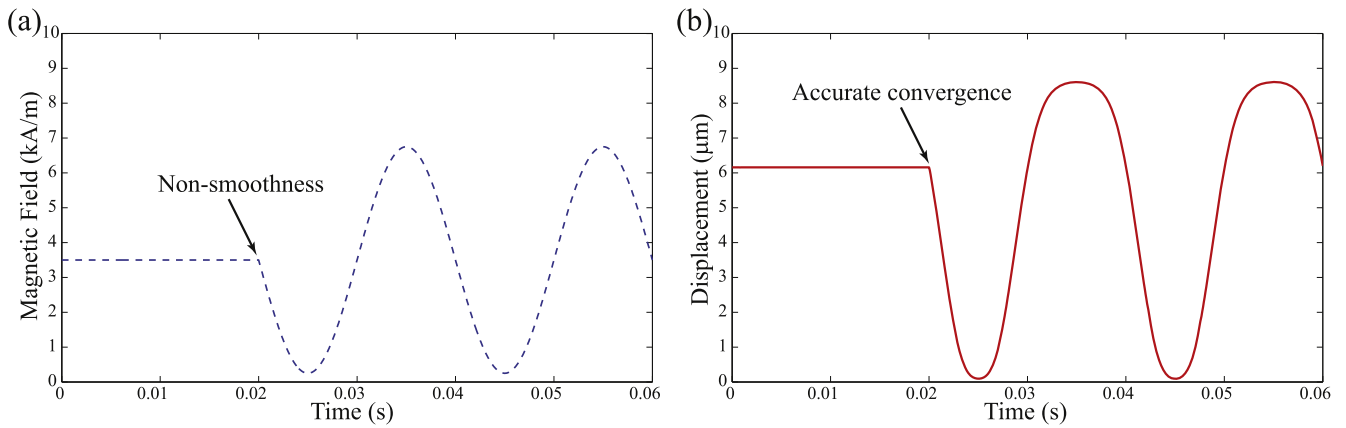 (a)
10
9
8
7
6
5
4
3
2
1
0
Magnetic Field (kA/m)
Non-smoothness
0 0.01 0.02 0.03 0.04 0.05 0.06
Time (s)
(b)
10
9
8
7
6
5
4
3
2
1
0
Displacement (μm)
Accurate convergence
0 0.01 0.02 0.03 0.04 0.05 0.06
Time (s)